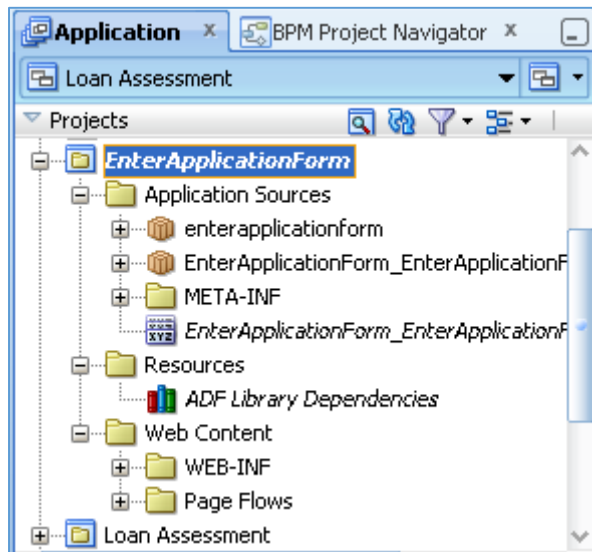 Application x BPM Project Navigator x
Loan Assessment
Projects
EnterApplicationForm
Application Sources
enterapplicationform
EnterApplicationForm_EnterApplicationF
META-INF
EnterApplicationForm_EnterApplicationF
Resources
ADF Library Dependencies
Web Content
WEB-INF
Page Flows
Loan Assessment